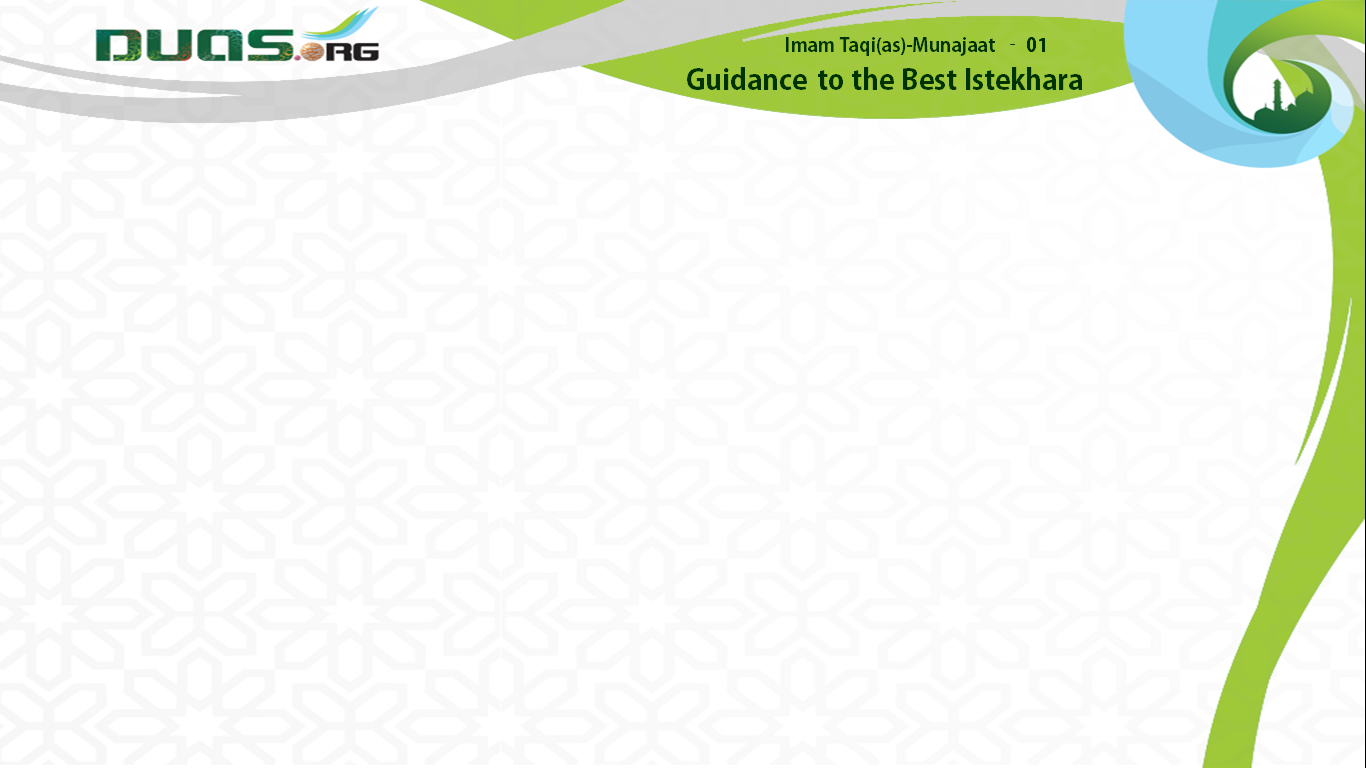 DUAS.ORG
Imam Taqi(as)-Munajaat - 01
Guidance to the Best Istekhara